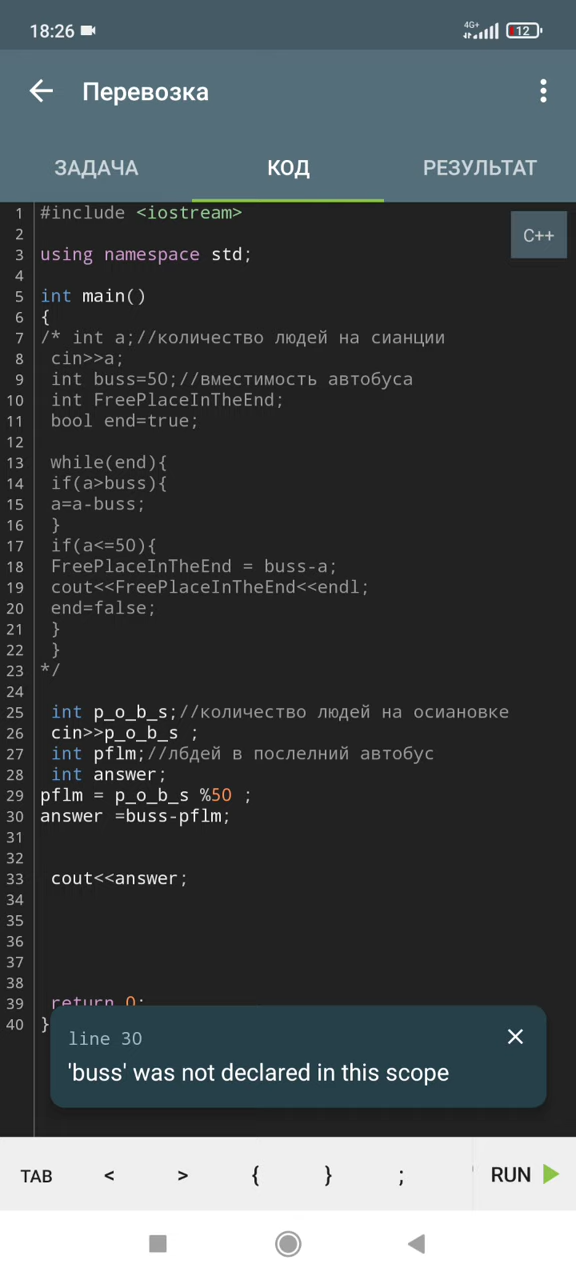 18:26 4G+ 12
Перевозка
ЗАДАЧА КОД РЕЗУЛЬТАТ
C++
1 #include <iostream>
2
3 using namespace std;
4
5 int main()
6 {
7 /* int a;//количество людей на сианции
8 cin>>a;
9 int buss=50;//вместимость автобуса
10 int FreePlaceInTheEnd;
11 bool end=true;
12
13 while(end){
14 if(a>buss){
15 a=a-buss;
16 }
17 if(a<=50){
18 FreePlaceInTheEnd = buss-a;
19 cout<<FreePlaceInTheEnd<<endl;
20 end=false;
21 }
22 }
23 */
24
25 int p_o_b_s;//количество людей на осиановке
26 cin>>p_o_b_s ;
27 int pflm;//лбдей в послелний автобус
28 int answer;
29 pflm = p_o_b_s %50 ;
30 answer =buss-pflm;
31
32
33 cout<<answer;
34
35
36
37
38
39 return 0;
40 }
line 30
'buss' was not declared in this scope
TAB < > { } ; RUN